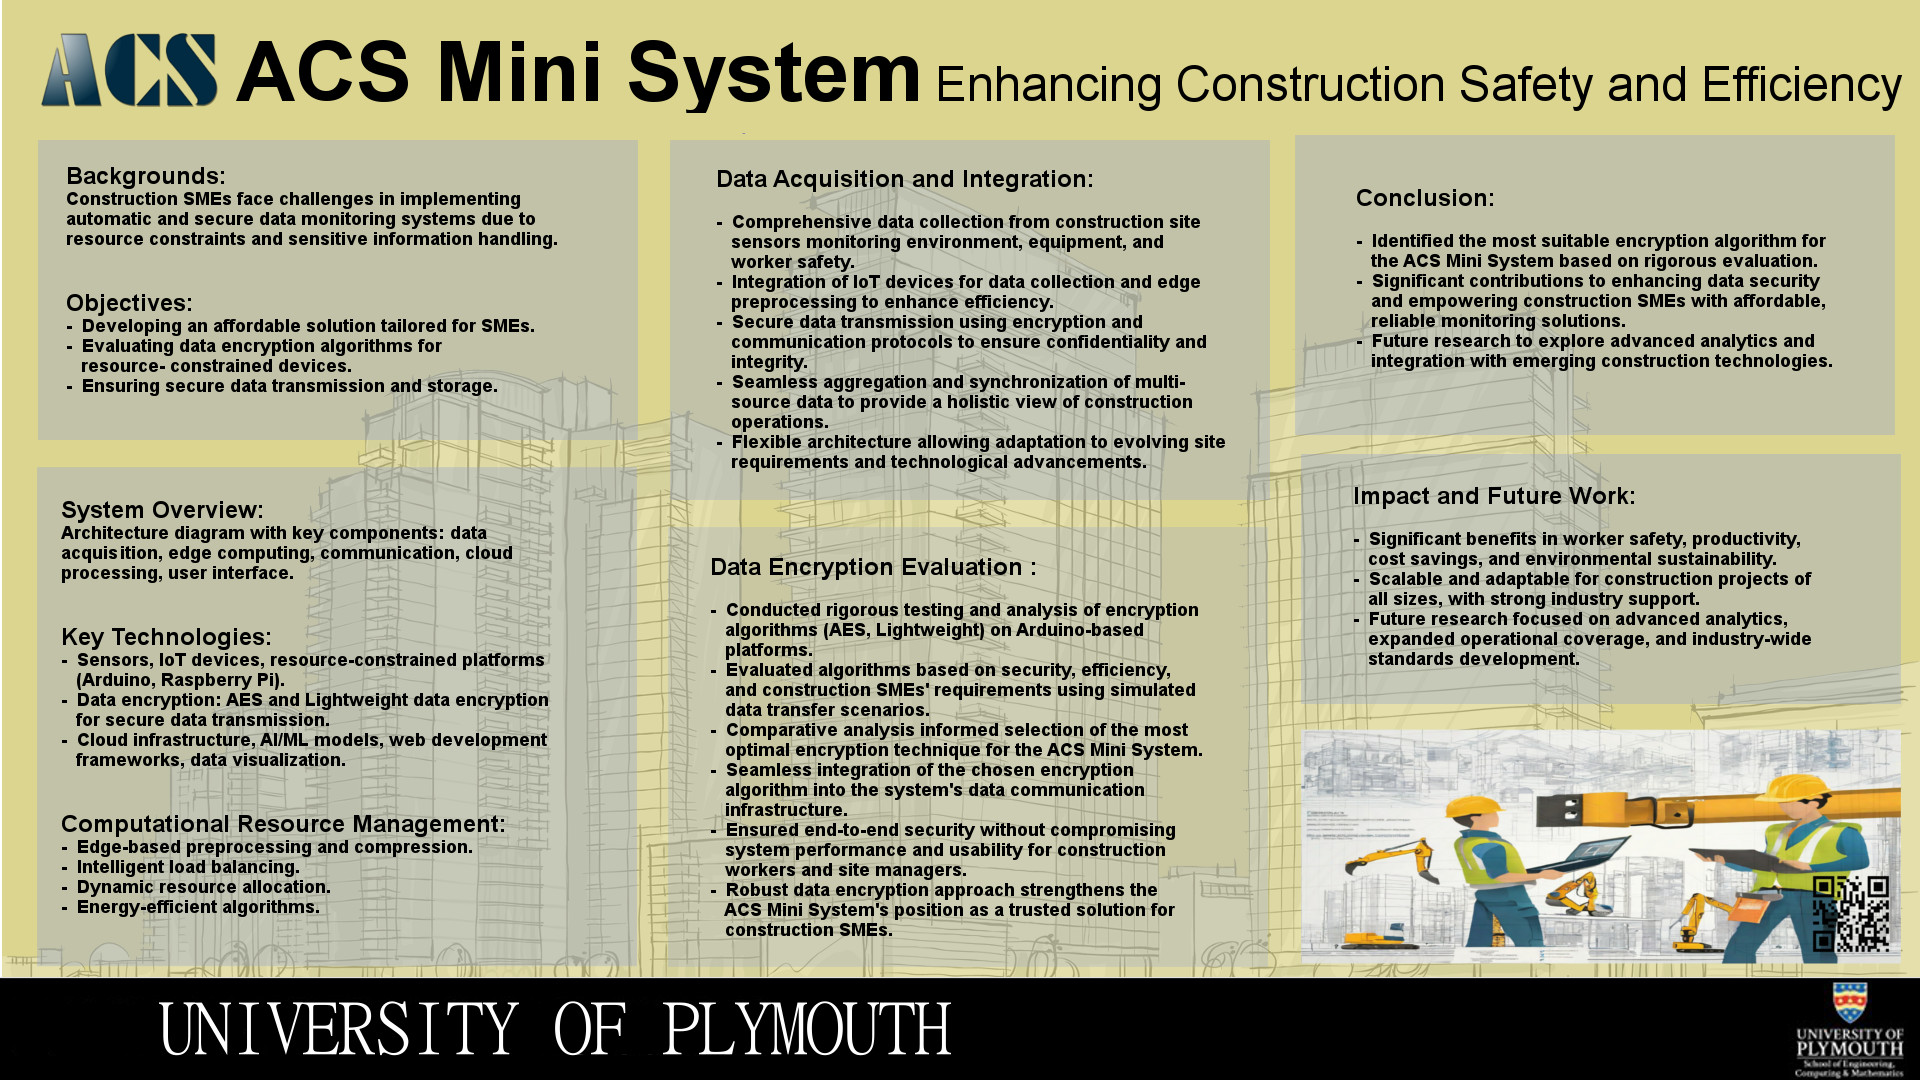 ACS ACS Mini System Enhancing Construction Safety and Efficiency
Backgrounds:
Construction SMEs face challenges in implementing
automatic and secure data monitoring systems due to
resource constraints and sensitive information handling.
Objectives:
- Developing an affordable solution tailored for SMEs.
- Evaluating data encryption algorithms for
resource- constrained devices.
- Ensuring secure data transmission and storage.
System Overview:
Architecture diagram with key components: data
acquisition, edge computing, communication, cloud
processing, user interface.
Key Technologies:
- Sensors, IoT devices, resource-constrained platforms
(Arduino, Raspberry Pi).
- Data encryption: AES and Lightweight data encryption
for secure data transmission.
- Cloud infrastructure, AI/ML models, web development
frameworks, data visualization.
Computational Resource Management:
- Edge-based preprocessing and compression.
- Intelligent load balancing.
- Dynamic resource allocation.
- Energy-efficient algorithms.
Data Acquisition and Integration:
- Comprehensive data collection from construction site
sensors monitoring environment, equipment, and
worker safety.
- Integration of IoT devices for data collection and edge
preprocessing to enhance efficiency.
- Secure data transmission using encryption and
communication protocols to ensure confidentiality and
integrity.
- Seamless aggregation and synchronization of multi-
source data to provide a holistic view of construction
operations.
- Flexible architecture allowing adaptation to evolving site
requirements and technological advancements.
Data Encryption Evaluation :
- Conducted rigorous testing and analysis of encryption
algorithms (AES, Lightweight) on Arduino-based
platforms.
- Evaluated algorithms based on security, efficiency,
and construction SMEs' requirements using simulated
data transfer scenarios.
- Comparative analysis informed selection of the most
optimal encryption technique for the ACS Mini System.
- Seamless integration of the chosen encryption
algorithm into the system's data communication
infrastructure.
- Ensured end-to-end security without compromising
system performance and usability for construction
workers and site managers.
- Robust data encryption approach strengthens the
ACS Mini System's position as a trusted solution for
construction SMEs.
Conclusion:
- Identified the most suitable encryption algorithm for
the ACS Mini System based on rigorous evaluation.
- Significant contributions to enhancing data security
and empowering construction SMEs with affordable,
reliable monitoring solutions.
- Future research to explore advanced analytics and
integration with emerging construction technologies.
Impact and Future Work:
- Significant benefits in worker safety, productivity,
cost savings, and environmental sustainability.
- Scalable and adaptable for construction projects of
all sizes, with strong industry support.
- Future research focused on advanced analytics,
expanded operational coverage, and industry-wide
standards development.
UNIVERSITY OF PLYMOUTH
UNIVERSITY OF
PLYMOUTH
School of Engineering,
Computing & Mathematics